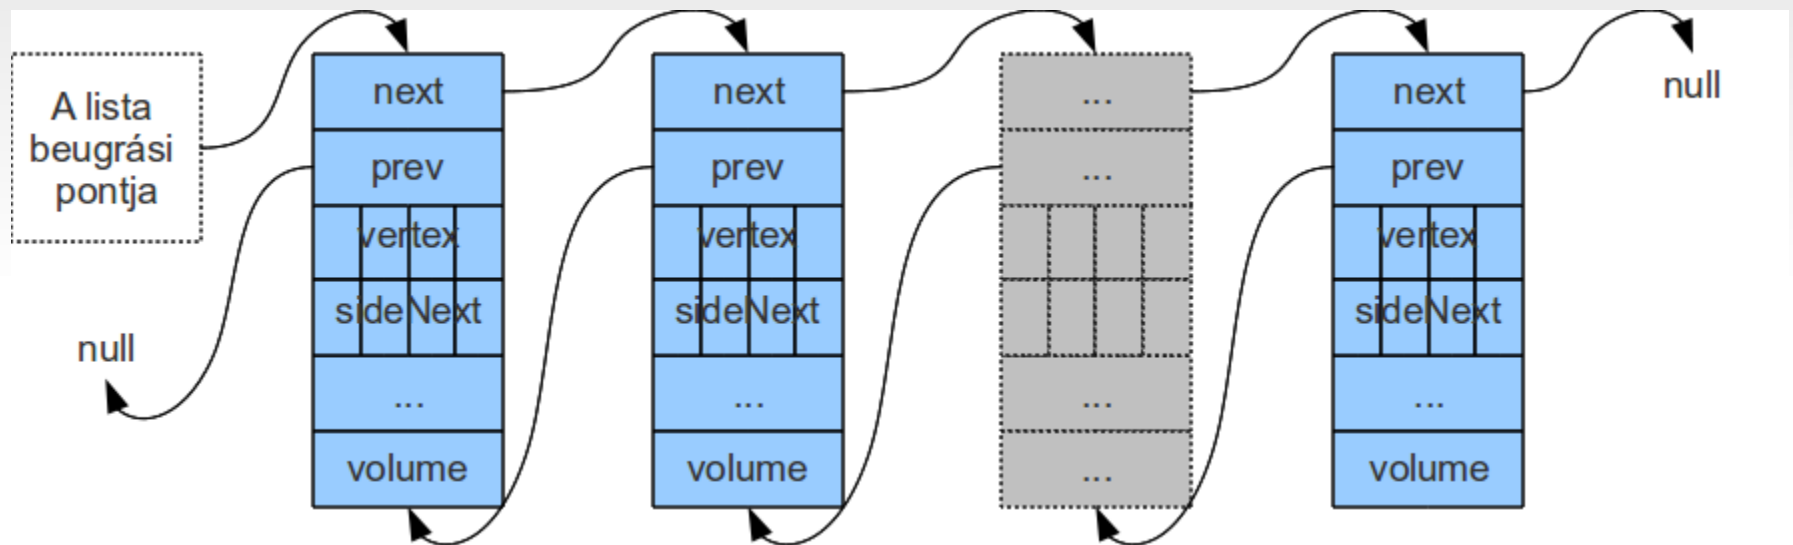 A lista
beugrási
pontja
null
next
prev
vertex
sideNext
...
volume
next
prev
vertex
sideNext
...
volume
...
...
...
...
next
prev
vertex
sideNext
...
volume
null